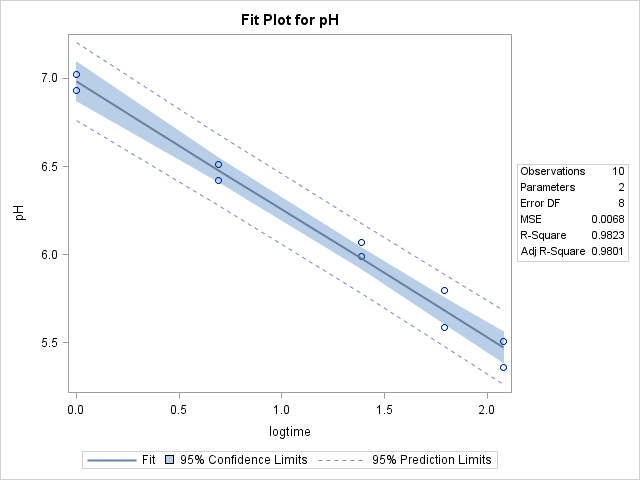 Fit Plot for pH
pH
7.0
6.5
6.0
5.5
0.0 0.5 1.0 1.5 2.0
logtime
Observations 10
Parameters 2
Error DF 8
MSE 0.0068
R-Square 0.9823
Adj R-Square 0.9801
Fit 95% Confidence Limits 95% Prediction Limits